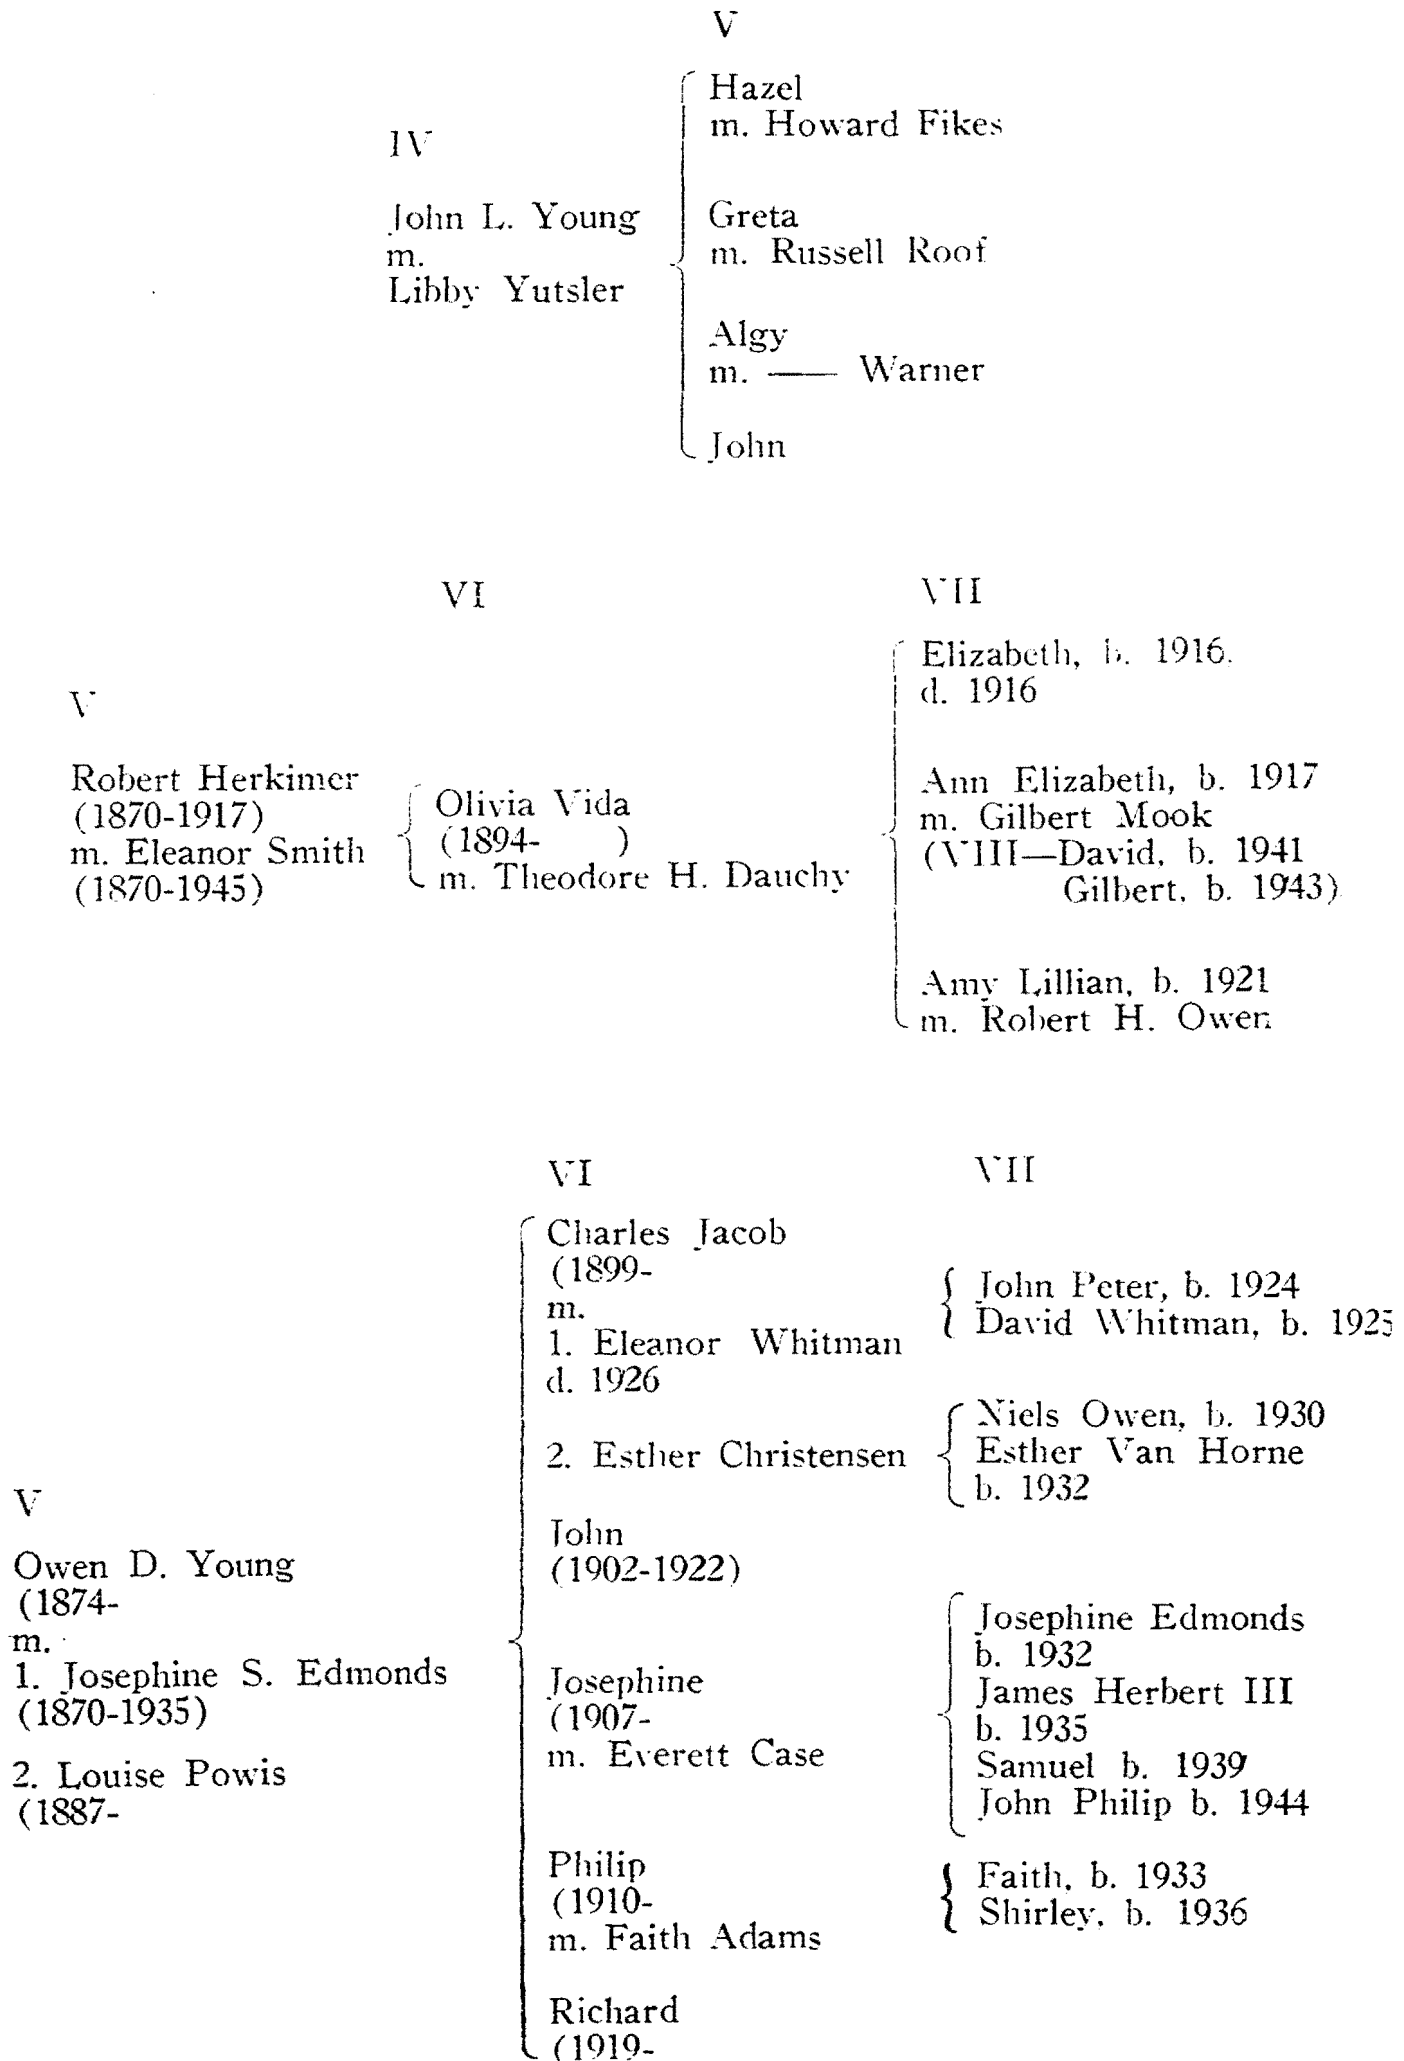 V
Hazel
m. Howard Fikes
IV
John L. Young
m.
Libby Yutsler
Greta
m. Russell Roof
Algy
m. —— Warner
John
VI
VII
V
Robert Herkimer
(1870-1917)
m. Eleanor Smith
(1870-1945)
Olivia Vida
(1894- )
m. Theodore H. Dauchy
Elizabeth, b. 1916.
d. 1916
Ann Elizabeth, b. 1917
m. Gilbert Mook
(VIII—David, b. 1941
Gilbert, b. 1943)
Amy Lillian, b. 1921
m. Robert H. Owen
VI
VII
V
Owen D. Young
(1874-
m.
1. Josephine S. Edmonds
(1870-1935)
2. Louise Powis
(1887-
Charles Jacob
(1899-
m.
1. Eleanor Whitman
d. 1926
John Peter, b. 1924
David Whitman, b. 1925
2. Esther Christensen
Niels Owen, b. 1930
Esther Van Horne
b. 1932
John
(1902-1922)
Josephine
(1907-
m. Everett Case
Josephine Edmonds
b. 1932
James Herbert III
b. 1935
Samuel b. 1939
John Philip b. 1944
Philip
(1910-
m. Faith Adams
Faith, b. 1933
Shirley, b. 1936
Richard
(1919-